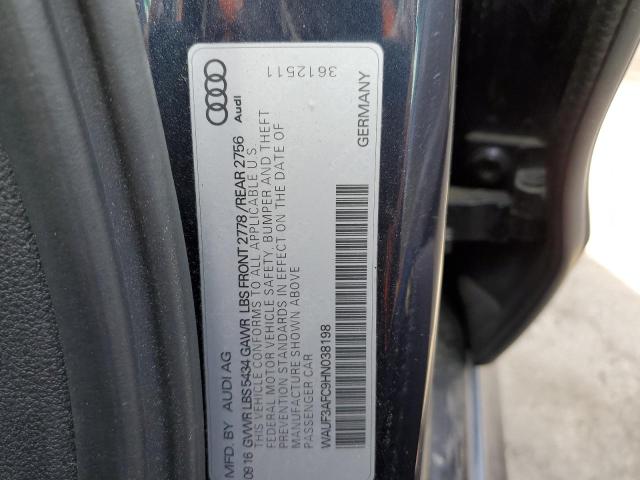 MFD. BY AUDI AG
Audi
09 16 GVWR LBS 5434 GAWR LBS FRONT 2778 /REAR 2756
THIS VEHICLE CONFORMS TO ALL APPLICABLE U S
FEDERAL MOTOR VEHICLE SAFETY, BUMPER AND THEFT
PREVENTION STANDARDS IN EFFECT ON THE DATE OF
MANUFACTURE SHOWN ABOVE
PASSENGER CAR
WAUF3AFC9HN038198
GERMANY
3612511